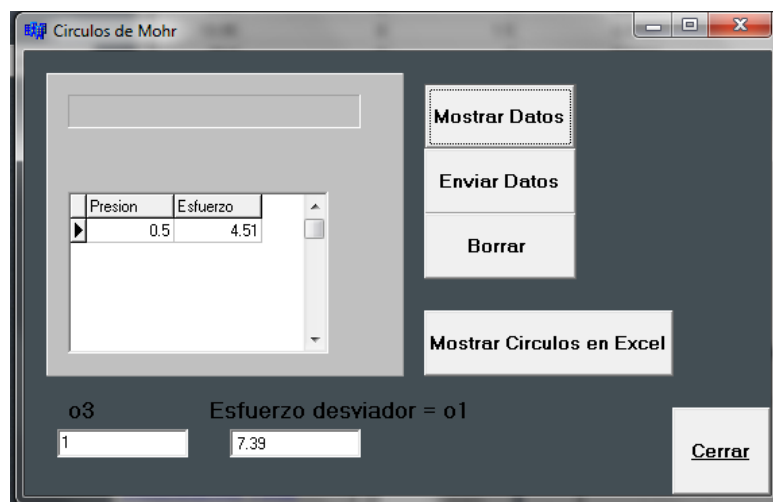 Circulos de Mohr
Mostrar Datos
Enviar Datos
Borrar
Presion Esfuerzo
0.5 4.51
Mostrar Circulos en Excel
o3 Esfuerzo desviador = o1
1 7.39
Cerrar